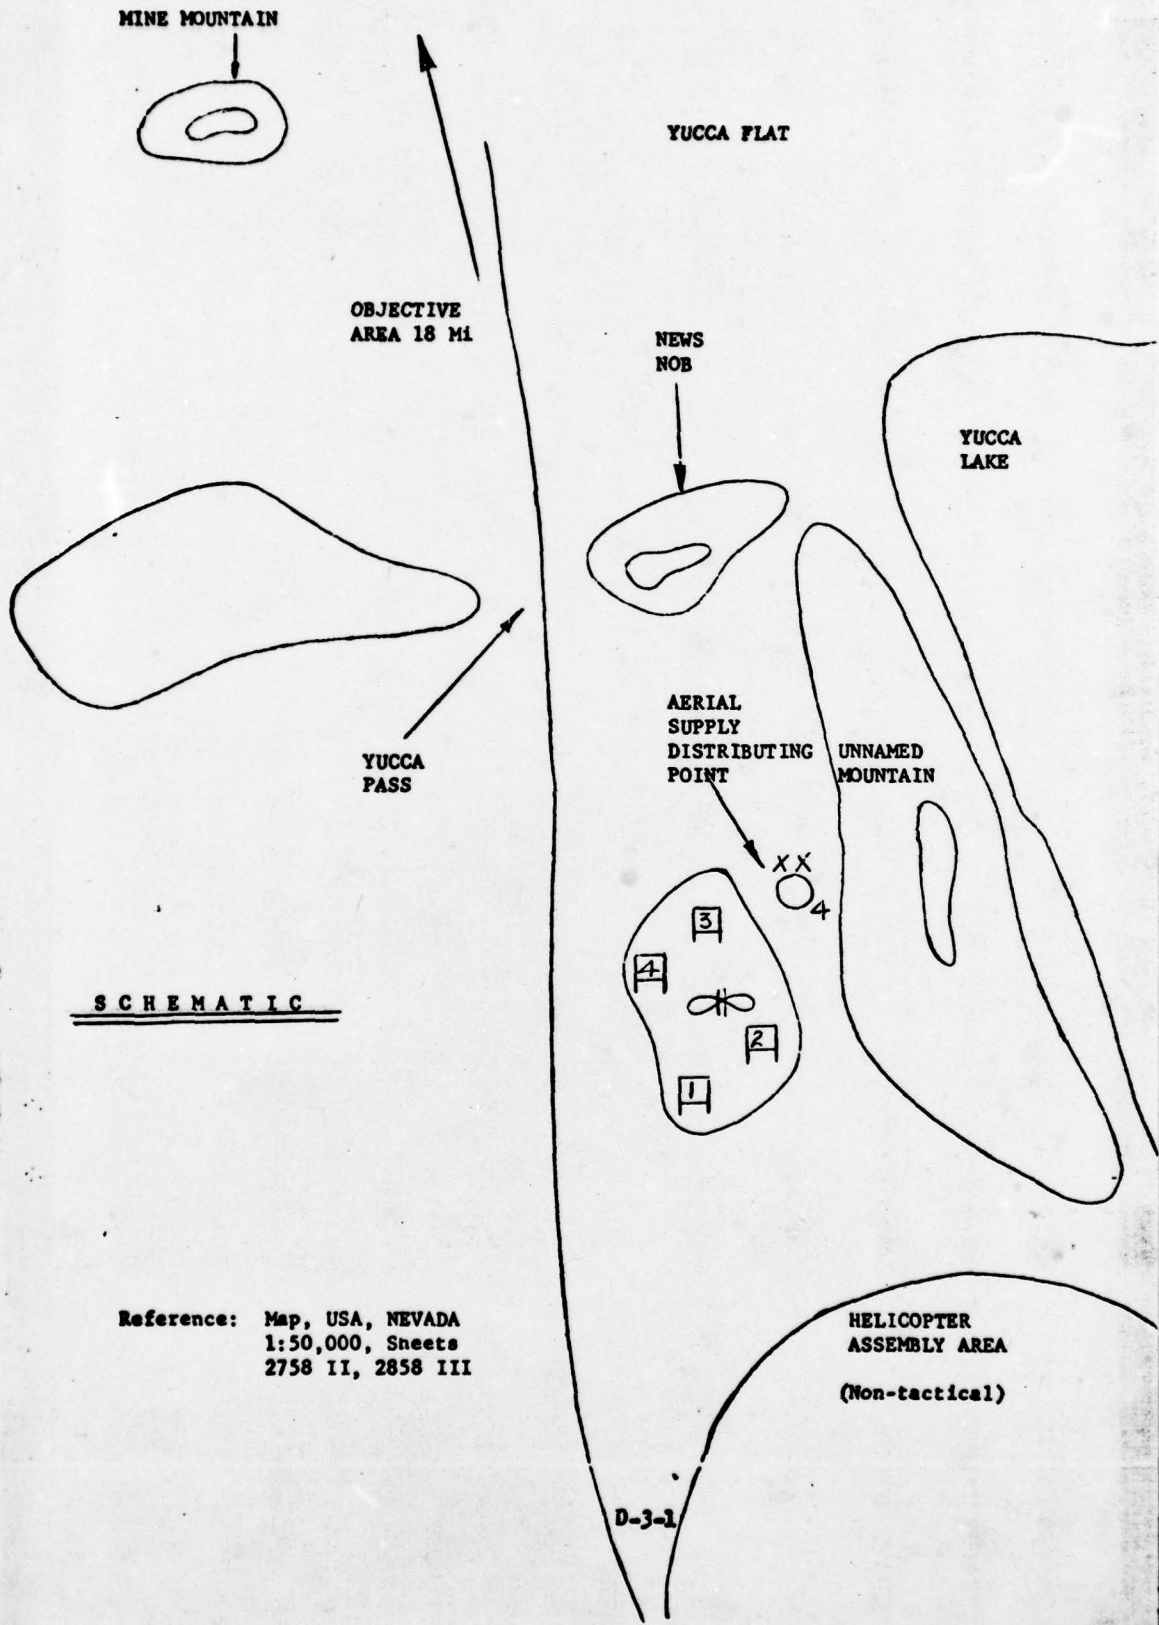 MINE MOUNTAIN
YUCCA FLAT
OBJECTIVE
AREA 18 Mi
NEWS
NOB
YUCCA
LAKE
YUCCA
PASS
AERIAL
SUPPLY
DISTRIBUTING
POINT
UNNAMED
MOUNTAIN
XX
4
3
4
2
1
SCHEMATIC
Reference: Map, USA, NEVADA
1:50,000, Sheets
2758 II, 2858 III
HELICOPTER
ASSEMBLY AREA
(Non-tactical)
D-3-1